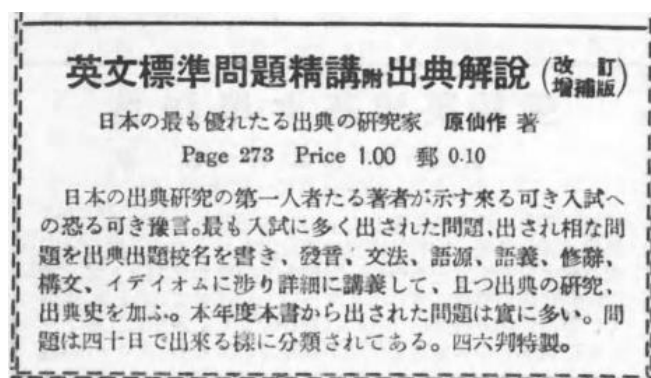 英文標準問題精講附出典解說(改訂増補版)
日本の最も優れたる出典の研究家 原仙作 著
Page 273 Price 1.00 郵 0.10
日本の出典研究の第一人者たる著者が示す來る可き入試へ
の恐る可き豫言。最も入試に多く出された問題、出され相な問
題を出典出題校名を書き、發音、文法、語源、語義、修辭、
構文、イデイオムに涉り詳細に講義して、且つ出典の研究、
出典史を加ふ。本年度本書から出された問題は實に多い。問
題は四十日で出來る樣に分類されてある。四六判特製。